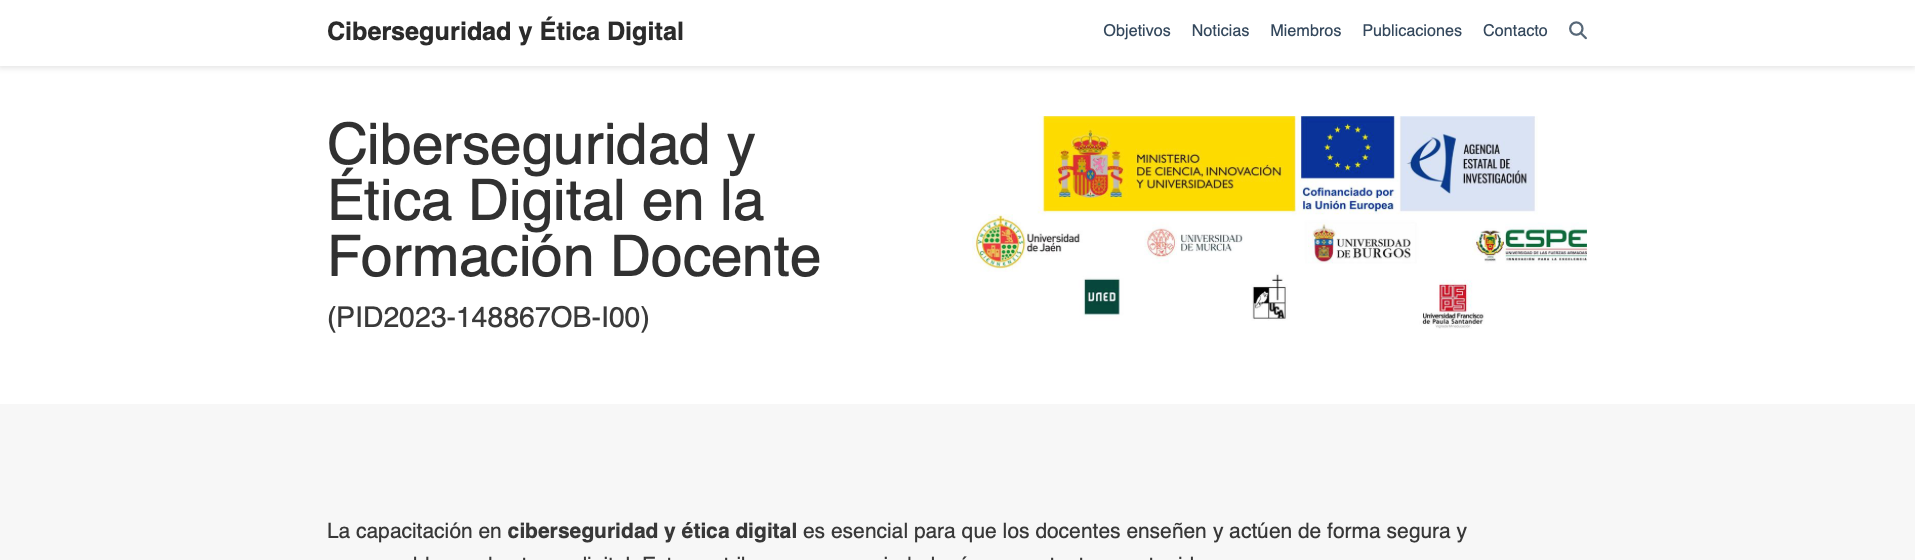 Ciberseguridad y Ética Digital
Objetivos Noticias Miembros Publicaciones Contacto
Ciberseguridad y
Ética Digital en la
Formación Docente
(PID2023-148867OB-I00)
MINISTERIO
DE CIENCIA, INNOVACIÓN
Y UNIVERSIDADES
Cofinanciado por
la Unión Europea
AGENCIA
ESTATAL DE
INVESTIGACIÓN
Universidad
de Jaén
UNIVERSIDAD
DE MURCIA
UNIVERSIDAD
DE BURGOS
ESPE
UNIVERSIDAD DE LAS FUERZAS ARMADAS
INNOVACIÓN PARA LA EXCELENCIA
UNED
UCA
UFPS
Universidad Francisco
de Paula Santander
La capacitación en ciberseguridad y ética digital es esencial para que los docentes enseñen y actúen de forma segura y